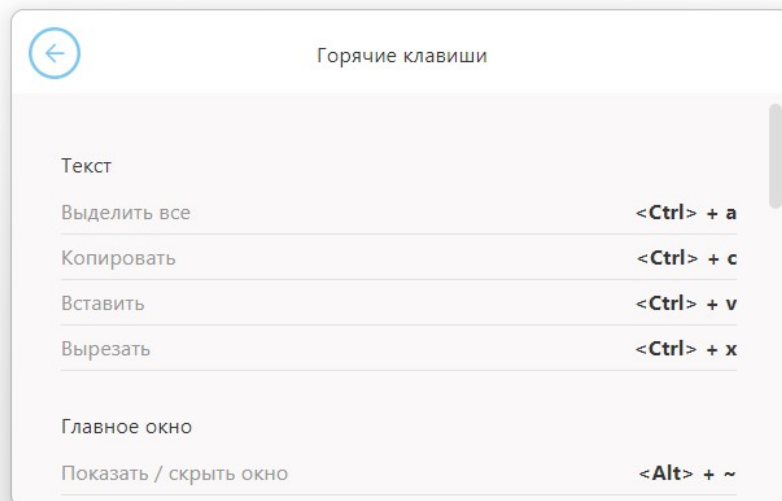 Горячие клавиши
Текст
Выделить все <Ctrl> + a
Копировать <Ctrl> + c
Вставить <Ctrl> + v
Вырезать <Ctrl> + x
Главное окно
Показать / скрыть окно <Alt> + ~